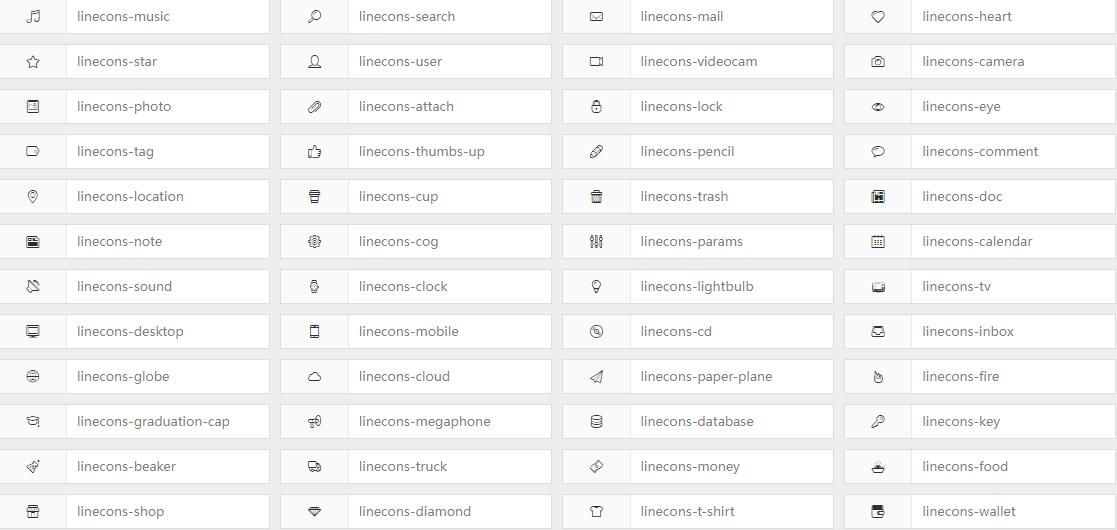 linecons-music linecons-search linecons-mail linecons-heart
linecons-star linecons-user linecons-videocam linecons-camera
linecons-photo linecons-attach linecons-lock linecons-eye
linecons-tag linecons-thumbs-up linecons-pencil linecons-comment
linecons-location linecons-cup linecons-trash linecons-doc
linecons-note linecons-cog linecons-params linecons-calendar
linecons-sound linecons-clock linecons-lightbulb linecons-tv
linecons-desktop linecons-mobile linecons-cd linecons-inbox
linecons-globe linecons-cloud linecons-paper-plane linecons-fire
linecons-graduation-cap linecons-megaphone linecons-database linecons-key
linecons-beaker linecons-truck linecons-money linecons-food
linecons-shop linecons-diamond linecons-t-shirt linecons-wallet